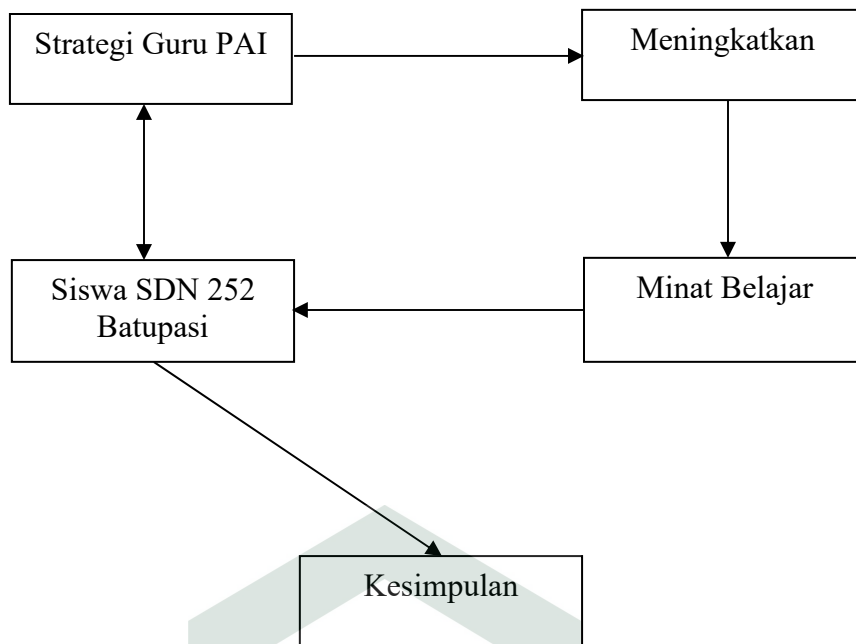 Strategi Guru PAI
Meningkatkan
Siswa SDN 252
Batupasi
Minat Belajar
Kesimpulan